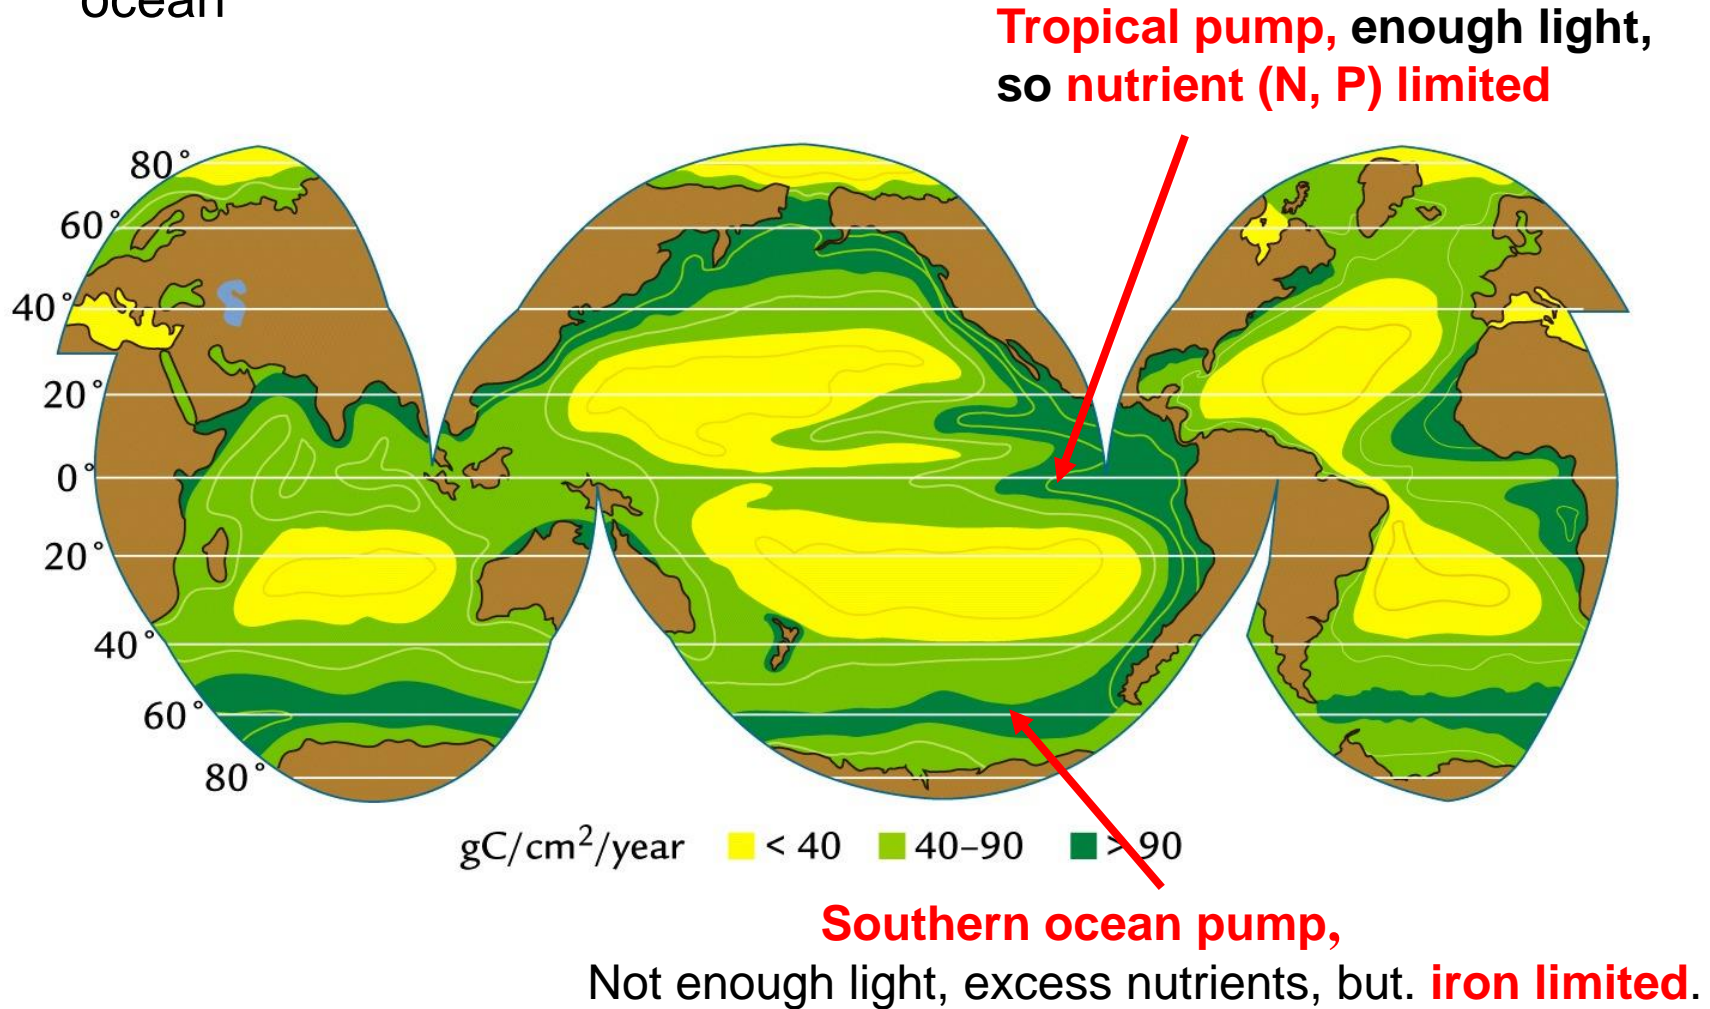 ocean
Tropical pump, enough light,
so nutrient (N, P) limited
80°
60°
40°
20°
0°
20°
40°
60°
80°
gC/cm²/year < 40 40–90 > 90
Southern ocean pump,
Not enough light, excess nutrients, but. iron limited.